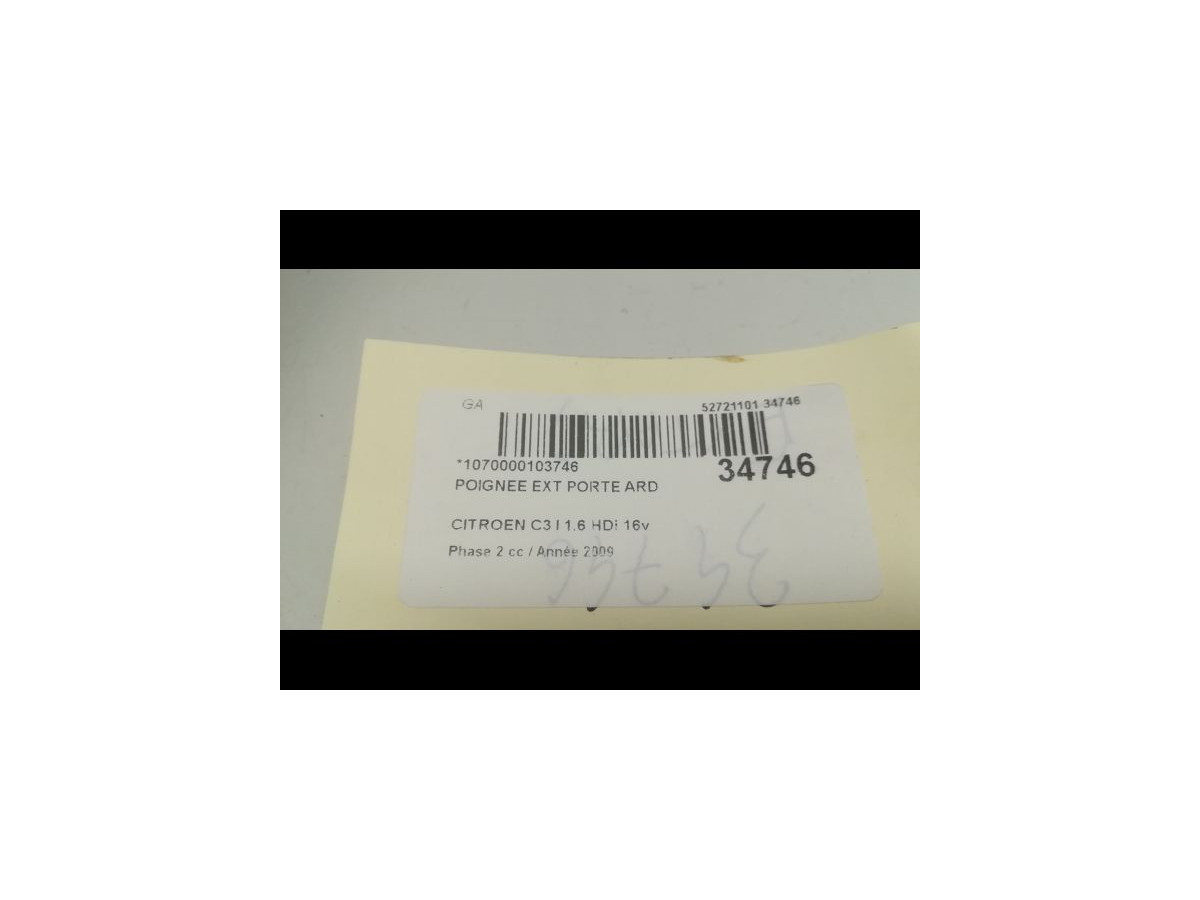 GA
52721101 34746
*1070000103746
34746
POIGNEE EXT PORTE ARD
CITROEN C3 I 1.6 HDi 16v
Phase 2 cc / Année 2009
34746